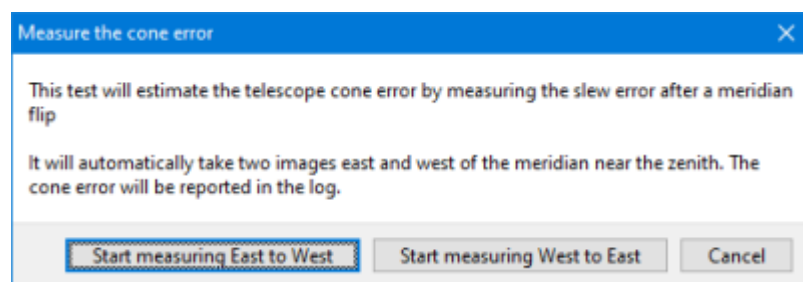 Measure the cone error
This test will estimate the telescope cone error by measuring the slew error after a meridian
flip
It will automatically take two images east and west of the meridian near the zenith. The
cone error will be reported in the log.
Start measuring East to West
Start measuring West to East
Cancel